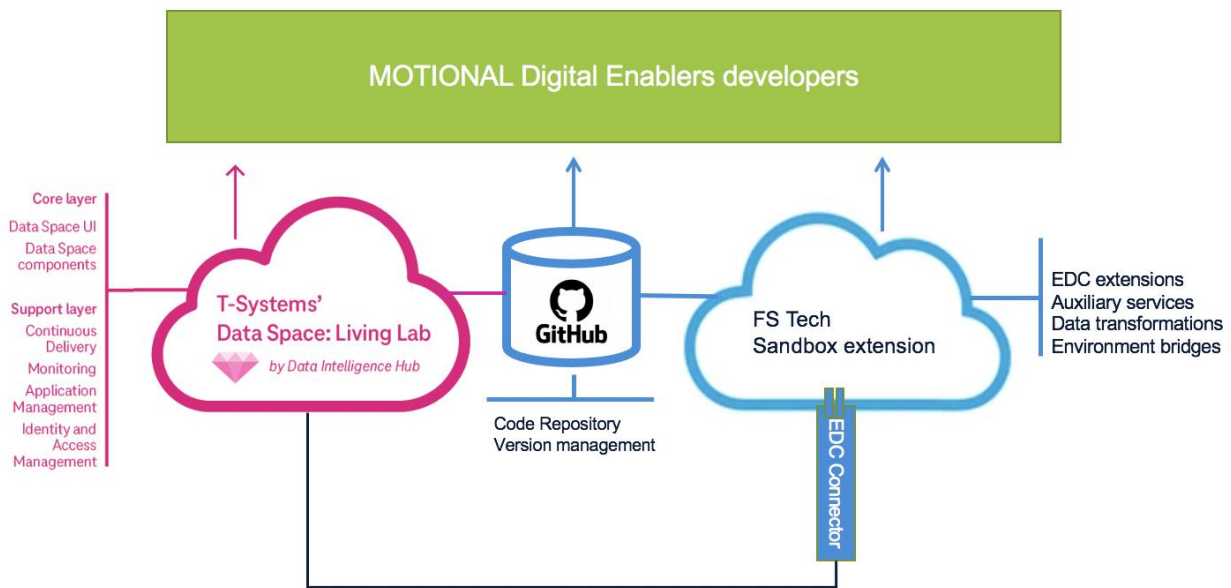 MOTIONAL Digital Enablers developers
Core layer
Data Space UI
Data Space
components
Support layer
Continuous
Delivery
Monitoring
Application
Management
Identity and
Access
Management
T-Systems'
Data Space: Living Lab
by Data Intelligence Hub
GitHub
Code Repository
Version management
FS Tech
Sandbox extension
EDC Connector
EDC extensions
Auxiliary services
Data transformations
Environment bridges